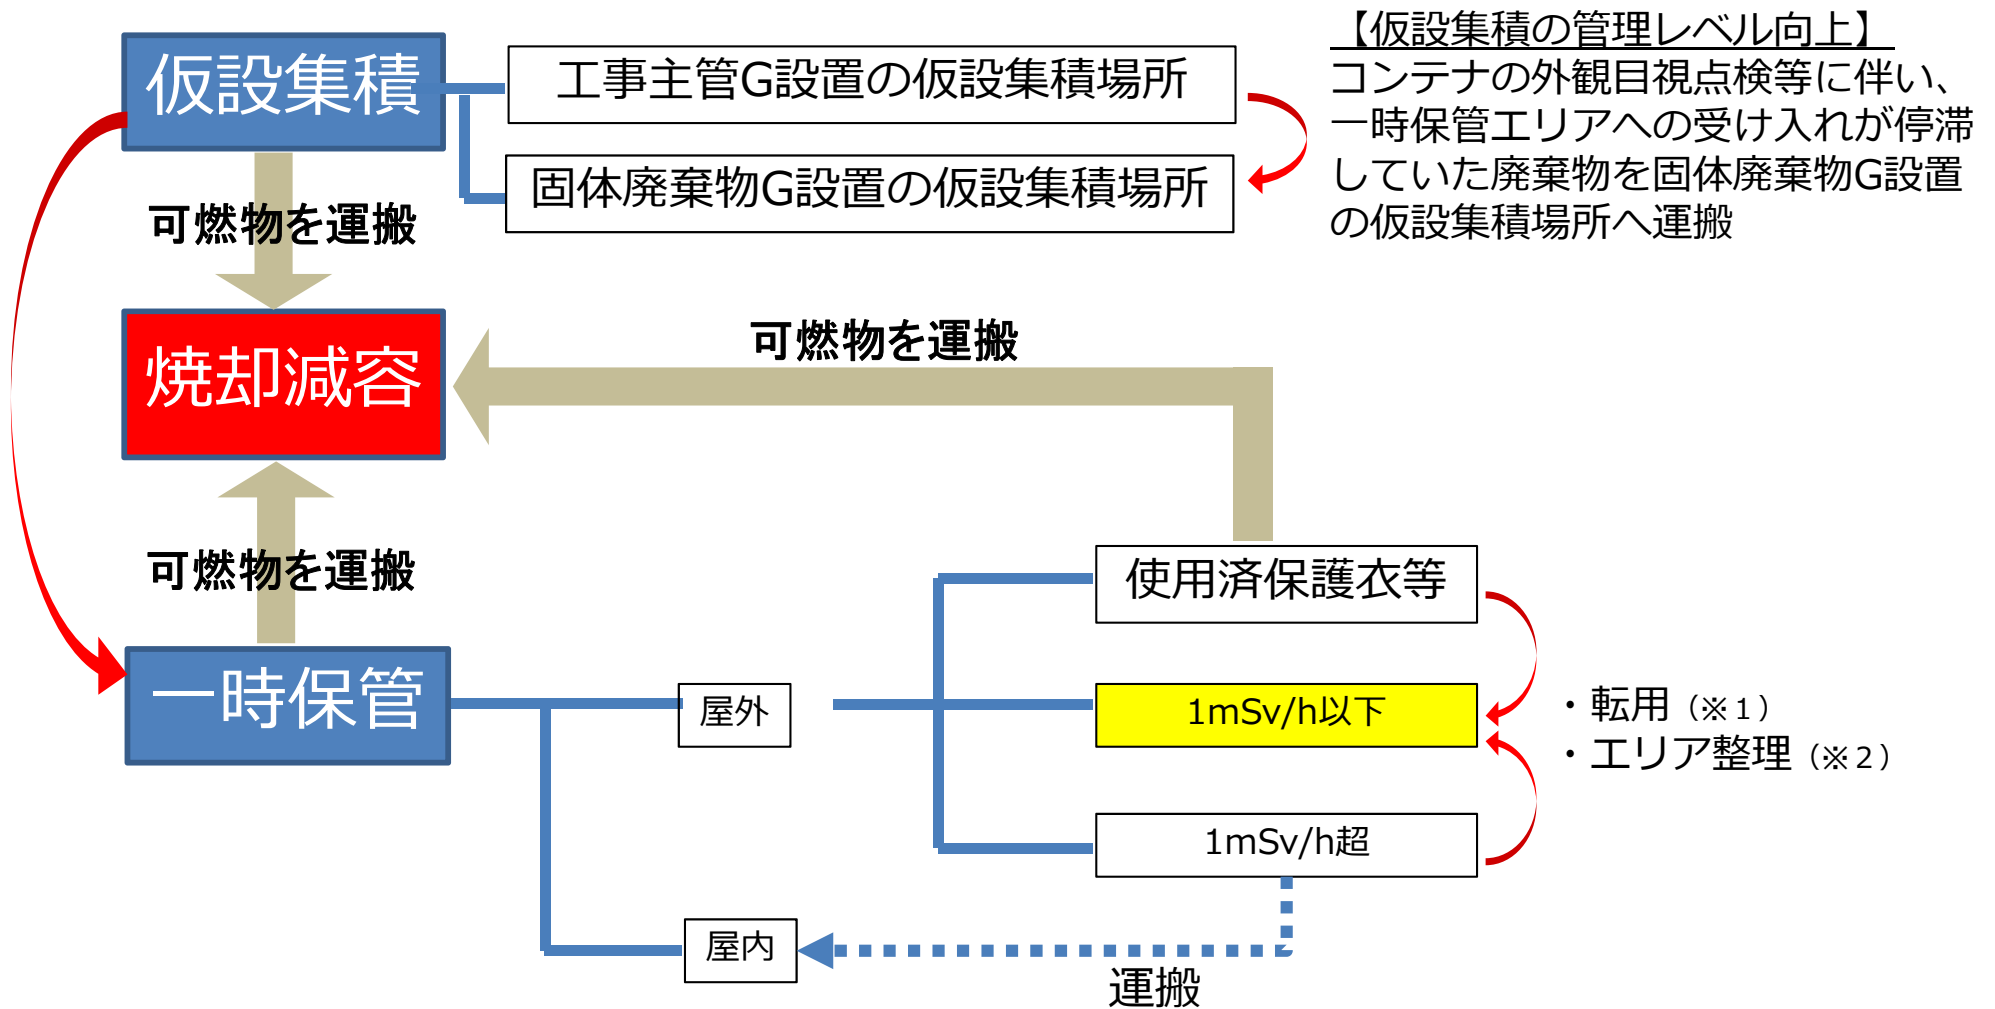 仮設集積
工事主管G設置の仮設集積場所
固体廃棄物G設置の仮設集積場所
【仮設集積の管理レベル向上】
コンテナの外観目視点検等に伴い、
一時保管エリアへの受け入れが停滞
していた廃棄物を固体廃棄物G設置
の仮設集積場所へ運搬
可燃物を運搬
焼却減容
可燃物を運搬
可燃物を運搬
一時保管
屋外
使用済保護衣等
1mSv/h以下
1mSv/h超
・転用（※１）
・エリア整理（※２）
屋内
運搬